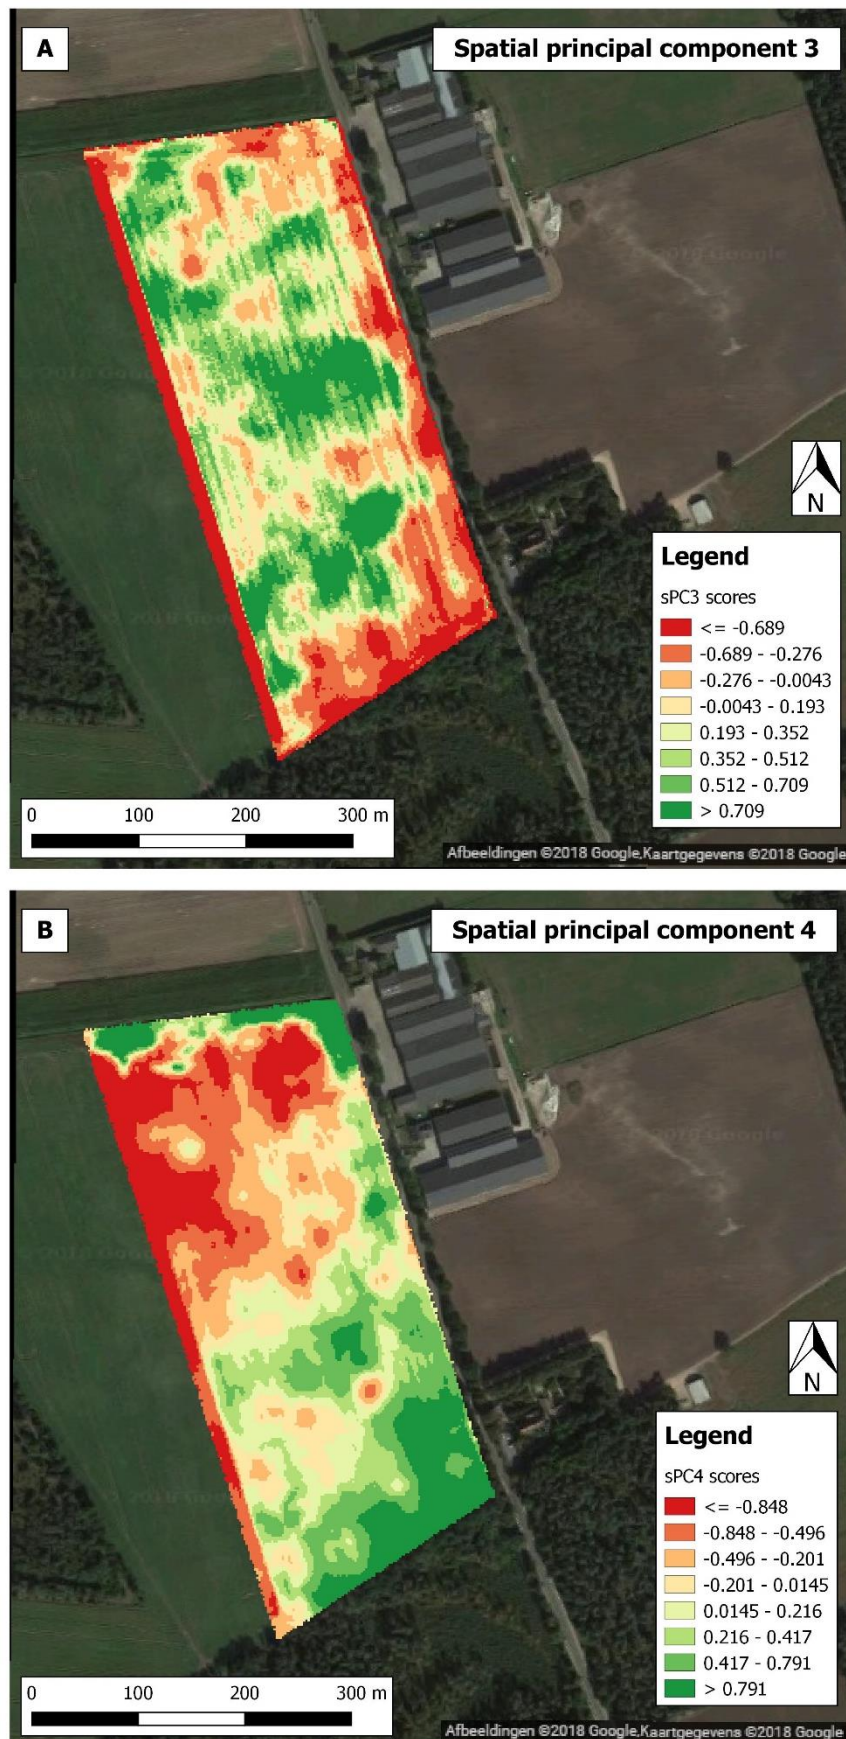 A
Spatial principal component 3
N
Legend
sPC3 scores
<= -0.689
-0.689 - -0.276
-0.276 - -0.0043
-0.0043 - 0.193
0.193 - 0.352
0.352 - 0.512
0.512 - 0.709
> 0.709
0 100 200 300 m
Afbeeldingen ©2018 Google,Kaartgegevens ©2018 Google
B
Spatial principal component 4
N
Legend
sPC4 scores
<= -0.848
-0.848 - -0.496
-0.496 - -0.201
-0.201 - 0.0145
0.0145 - 0.216
0.216 - 0.417
0.417 - 0.791
> 0.791
0 100 200 300 m
Afbeeldingen ©2018 Google,Kaartgegevens ©2018 Google